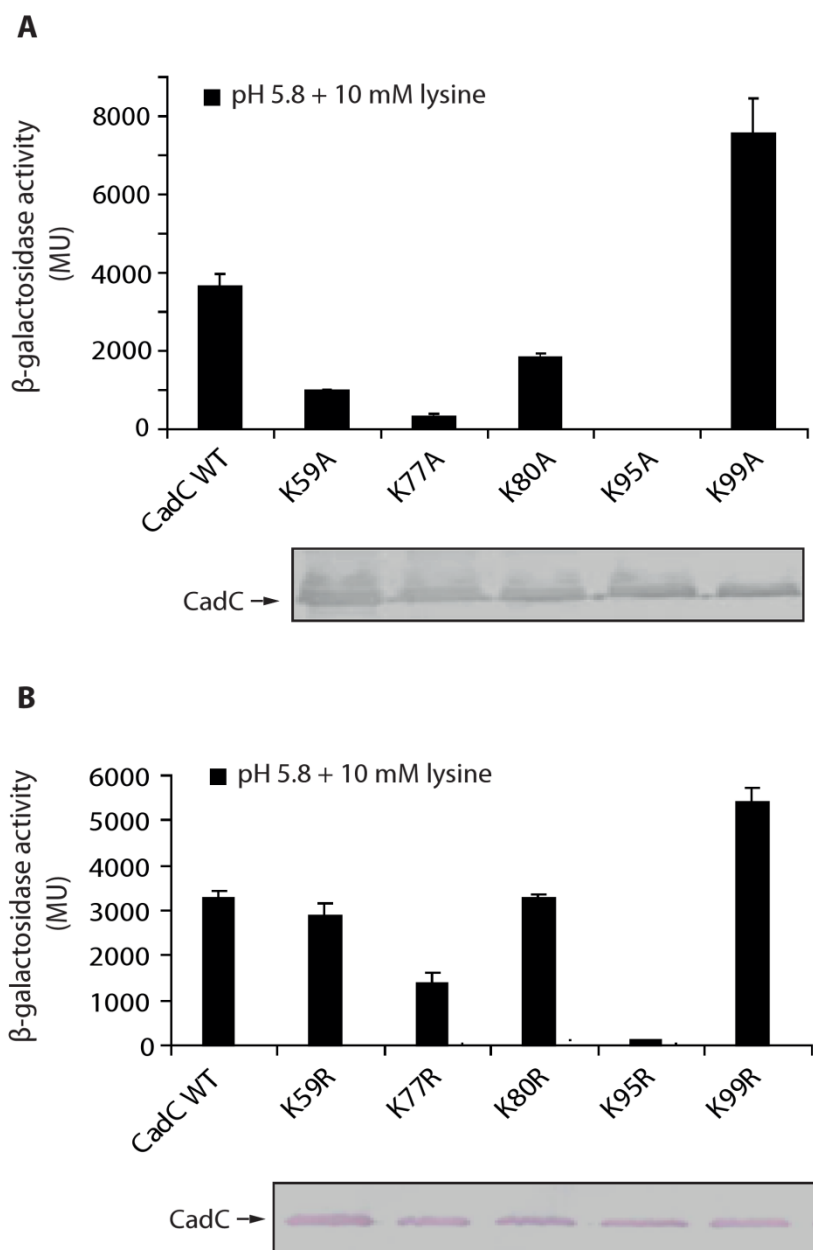 A
pH 5.8 + 10 mM lysine
β-galactosidase activity
(MU)
8000
6000
4000
2000
0
CadC WT
K59A
K77A
K80A
K95A
K99A
CadC
B
pH 5.8 + 10 mM lysine
β-galactosidase activity
(MU)
6000
5000
4000
3000
2000
1000
0
CadC WT
K59R
K77R
K80R
K95R
K99R
CadC